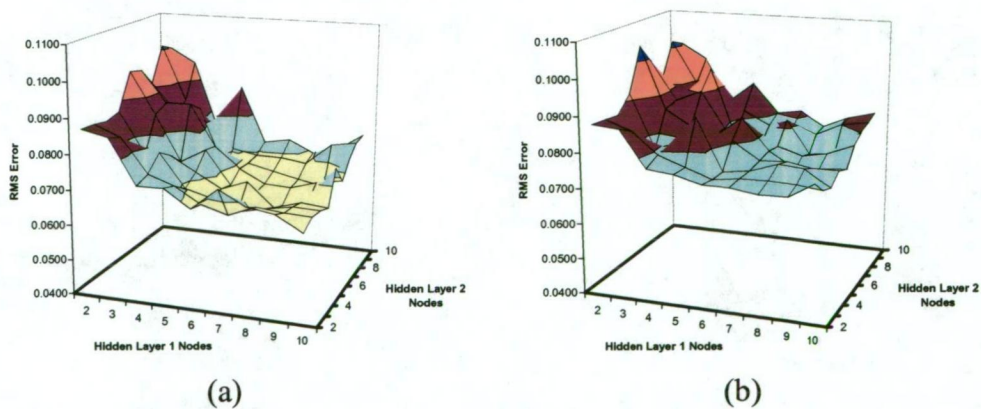 0.1100
0.1000
0.0900
0.0800
0.0700
0.0600
0.0500
0.0400
RMS Error
2 3 4 5 6 7 8 9 10
Hidden Layer 1 Nodes
10
8
6
4
2
Hidden Layer 2
Nodes
(a)
0.1100
0.1000
0.0900
0.0800
0.0700
0.0600
0.0500
0.0400
RMS Error
2 3 4 5 6 7 8 9 10
Hidden Layer 1 Nodes
10
8
6
4
2
Hidden Layer 2
Nodes
(b)